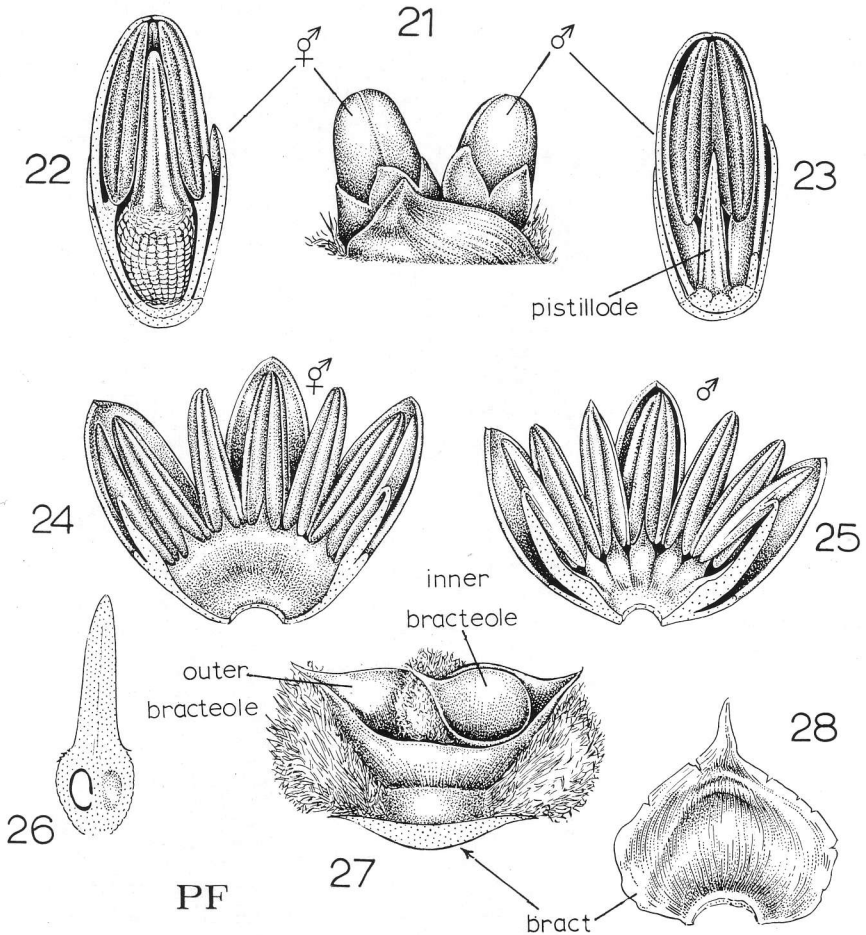 21
⚥
♂
22
23
pistillode
⚥
♂
24
25
inner
bracteole
outer
bracteole
26
27
28
PF
bract